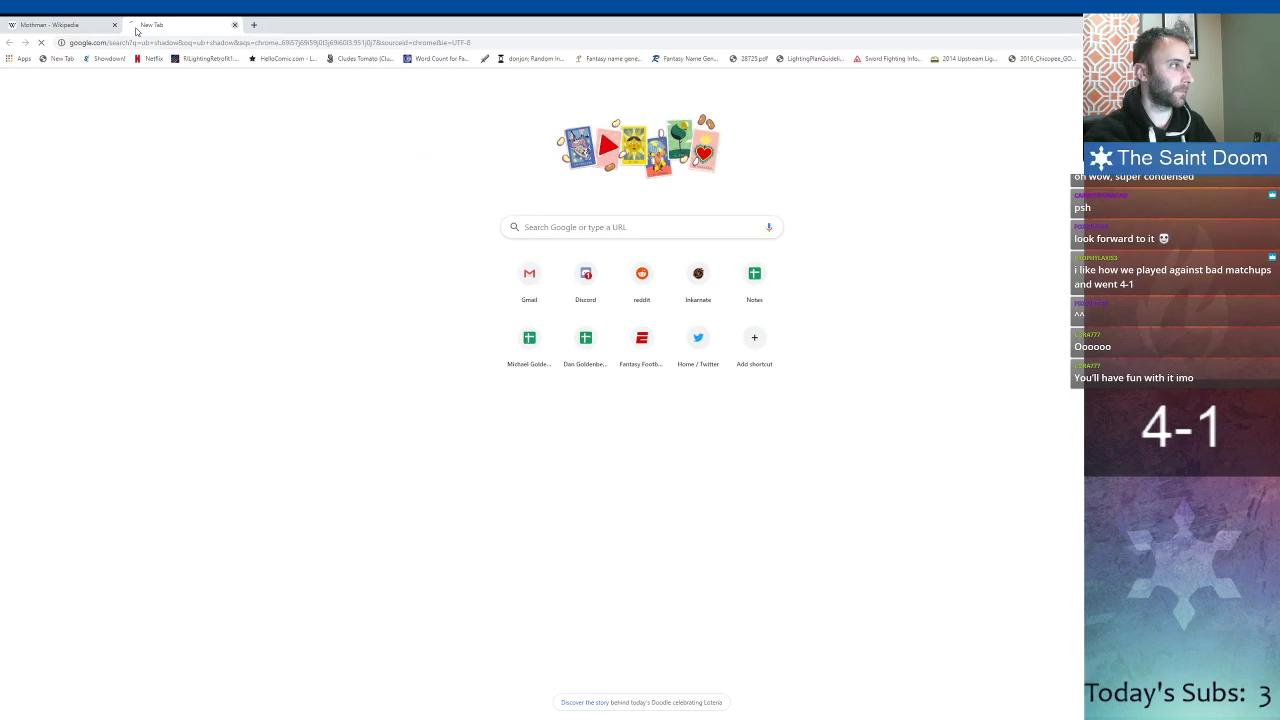 Mothman - Wikipedia
New Tab
google.com/search?q=ub+shadow&oq=ub+shadow&aqs=chrome..69i57j69i59j0l3j69i60l3.951j0j7&sourceid=chrome&ie=UTF-8
Apps New Tab Showdown! Netflix RILightingRetrofit1:... HelloComic.com - L... Cludes Tomato (Clu... Word Count for Fa... donjon; Random In... Fantasy name gene... Fantasy Name Gen... 28725.pdf LightingPlanGuideli... Sword Fighting Info... 2014 Upstream Lig... 2016_Chicopee_GO...
Search Google or type a URL
Gmail Discord reddit Inkarnate Notes
Michael Golde... Dan Goldenbe... Fantasy Footb... Home / Twitter Add shortcut
Discover the story behind today's Doodle celebrating Lotería
The Saint Doom
oh wow, super condensed
psh
look forward to it
i like how we played against bad matchups
and went 4-1
^^
Oooooo
You'll have fun with it imo
4-1
Today's Subs: 3